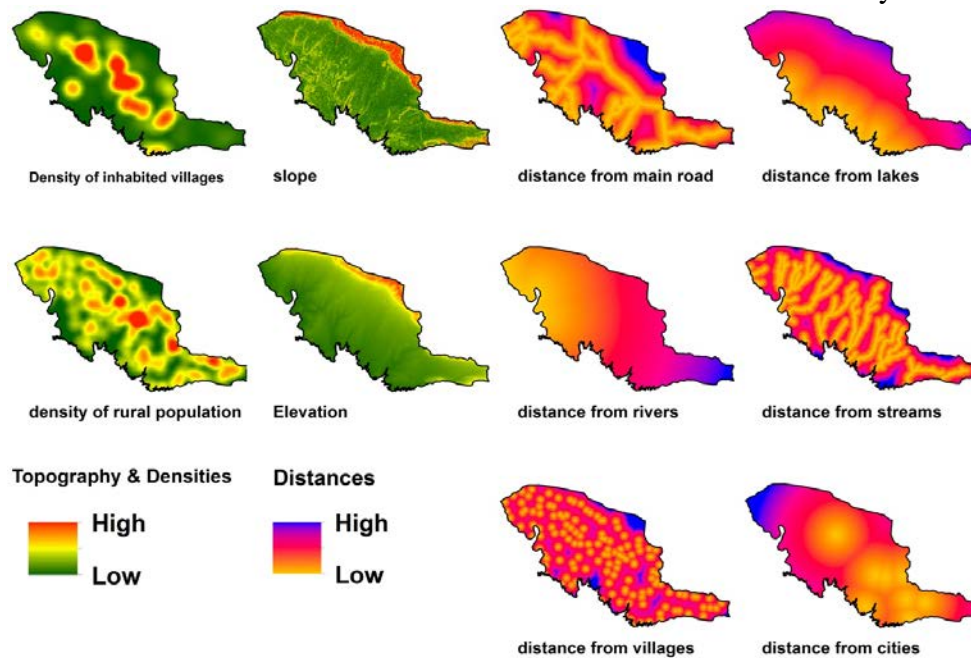 Density of inhabited villages
slope
distance from main road
distance from lakes
density of rural population
Elevation
distance from rivers
distance from streams
Topography & Densities
High
Low
Distances
High
Low
distance from villages
distance from cities